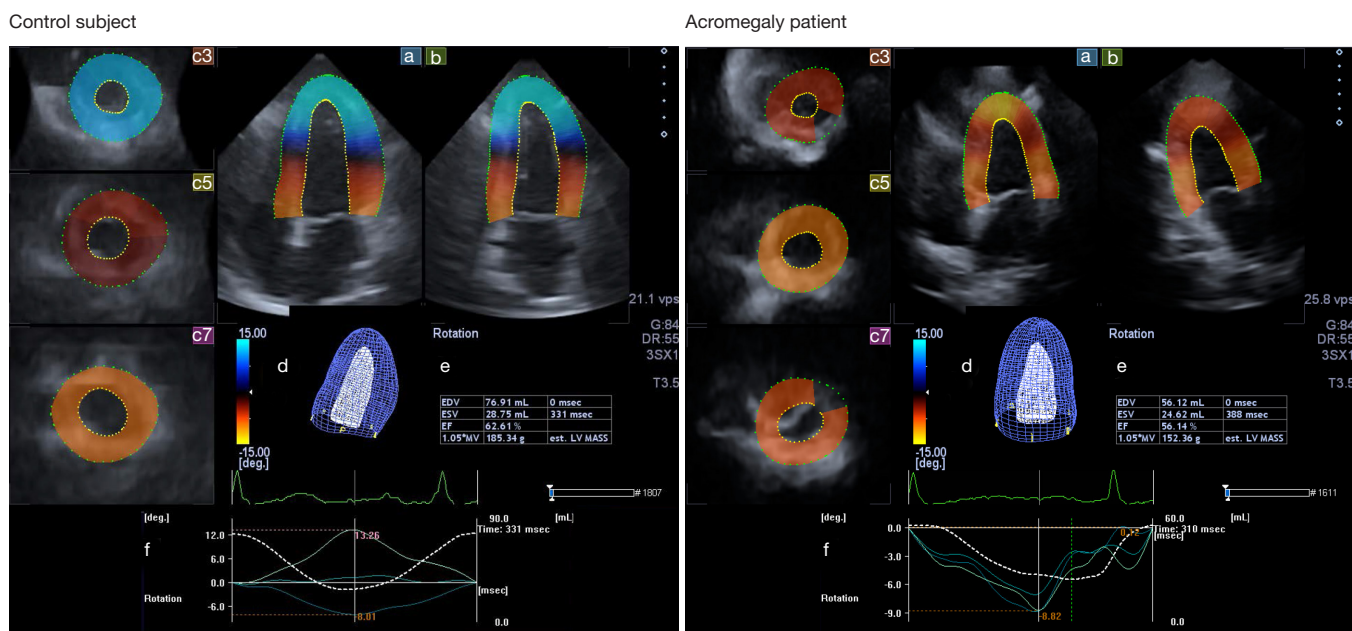 Control subject
c3
a
b
c5
21.1 vps
G:84
DR:55
3SX1
T3.5
c7
15.00
d
Rotation
e
EDV 76.91 mL 0 msec
ESV 28.75 mL 331 msec
EF 62.61 %
1.05*MV 185.34 g est. LV MASS
-15.00
[deg.]
# 1807
[deg.]
90.0
[mL]
Time: 331 msec
12.0
13.26
f
6.0
0.0
[msec]
Rotation
-6.0
-8.01
0.0
Acromegaly patient
c3
a
b
c5
25.8 vps
G:84
DR:55
3SX1
T3.5
c7
15.00
d
Rotation
e
EDV 56.12 mL 0 msec
ESV 24.62 mL 388 msec
EF 56.14 %
1.05*MV 152.36 g est. LV MASS
-15.00
[deg.]
# 1611
[deg.]
60.0
[mL]
0.0
Time: 310 msec
0.12
[msec]
f
-3.0
-6.0
Rotation
-9.0
-8.82
0.0